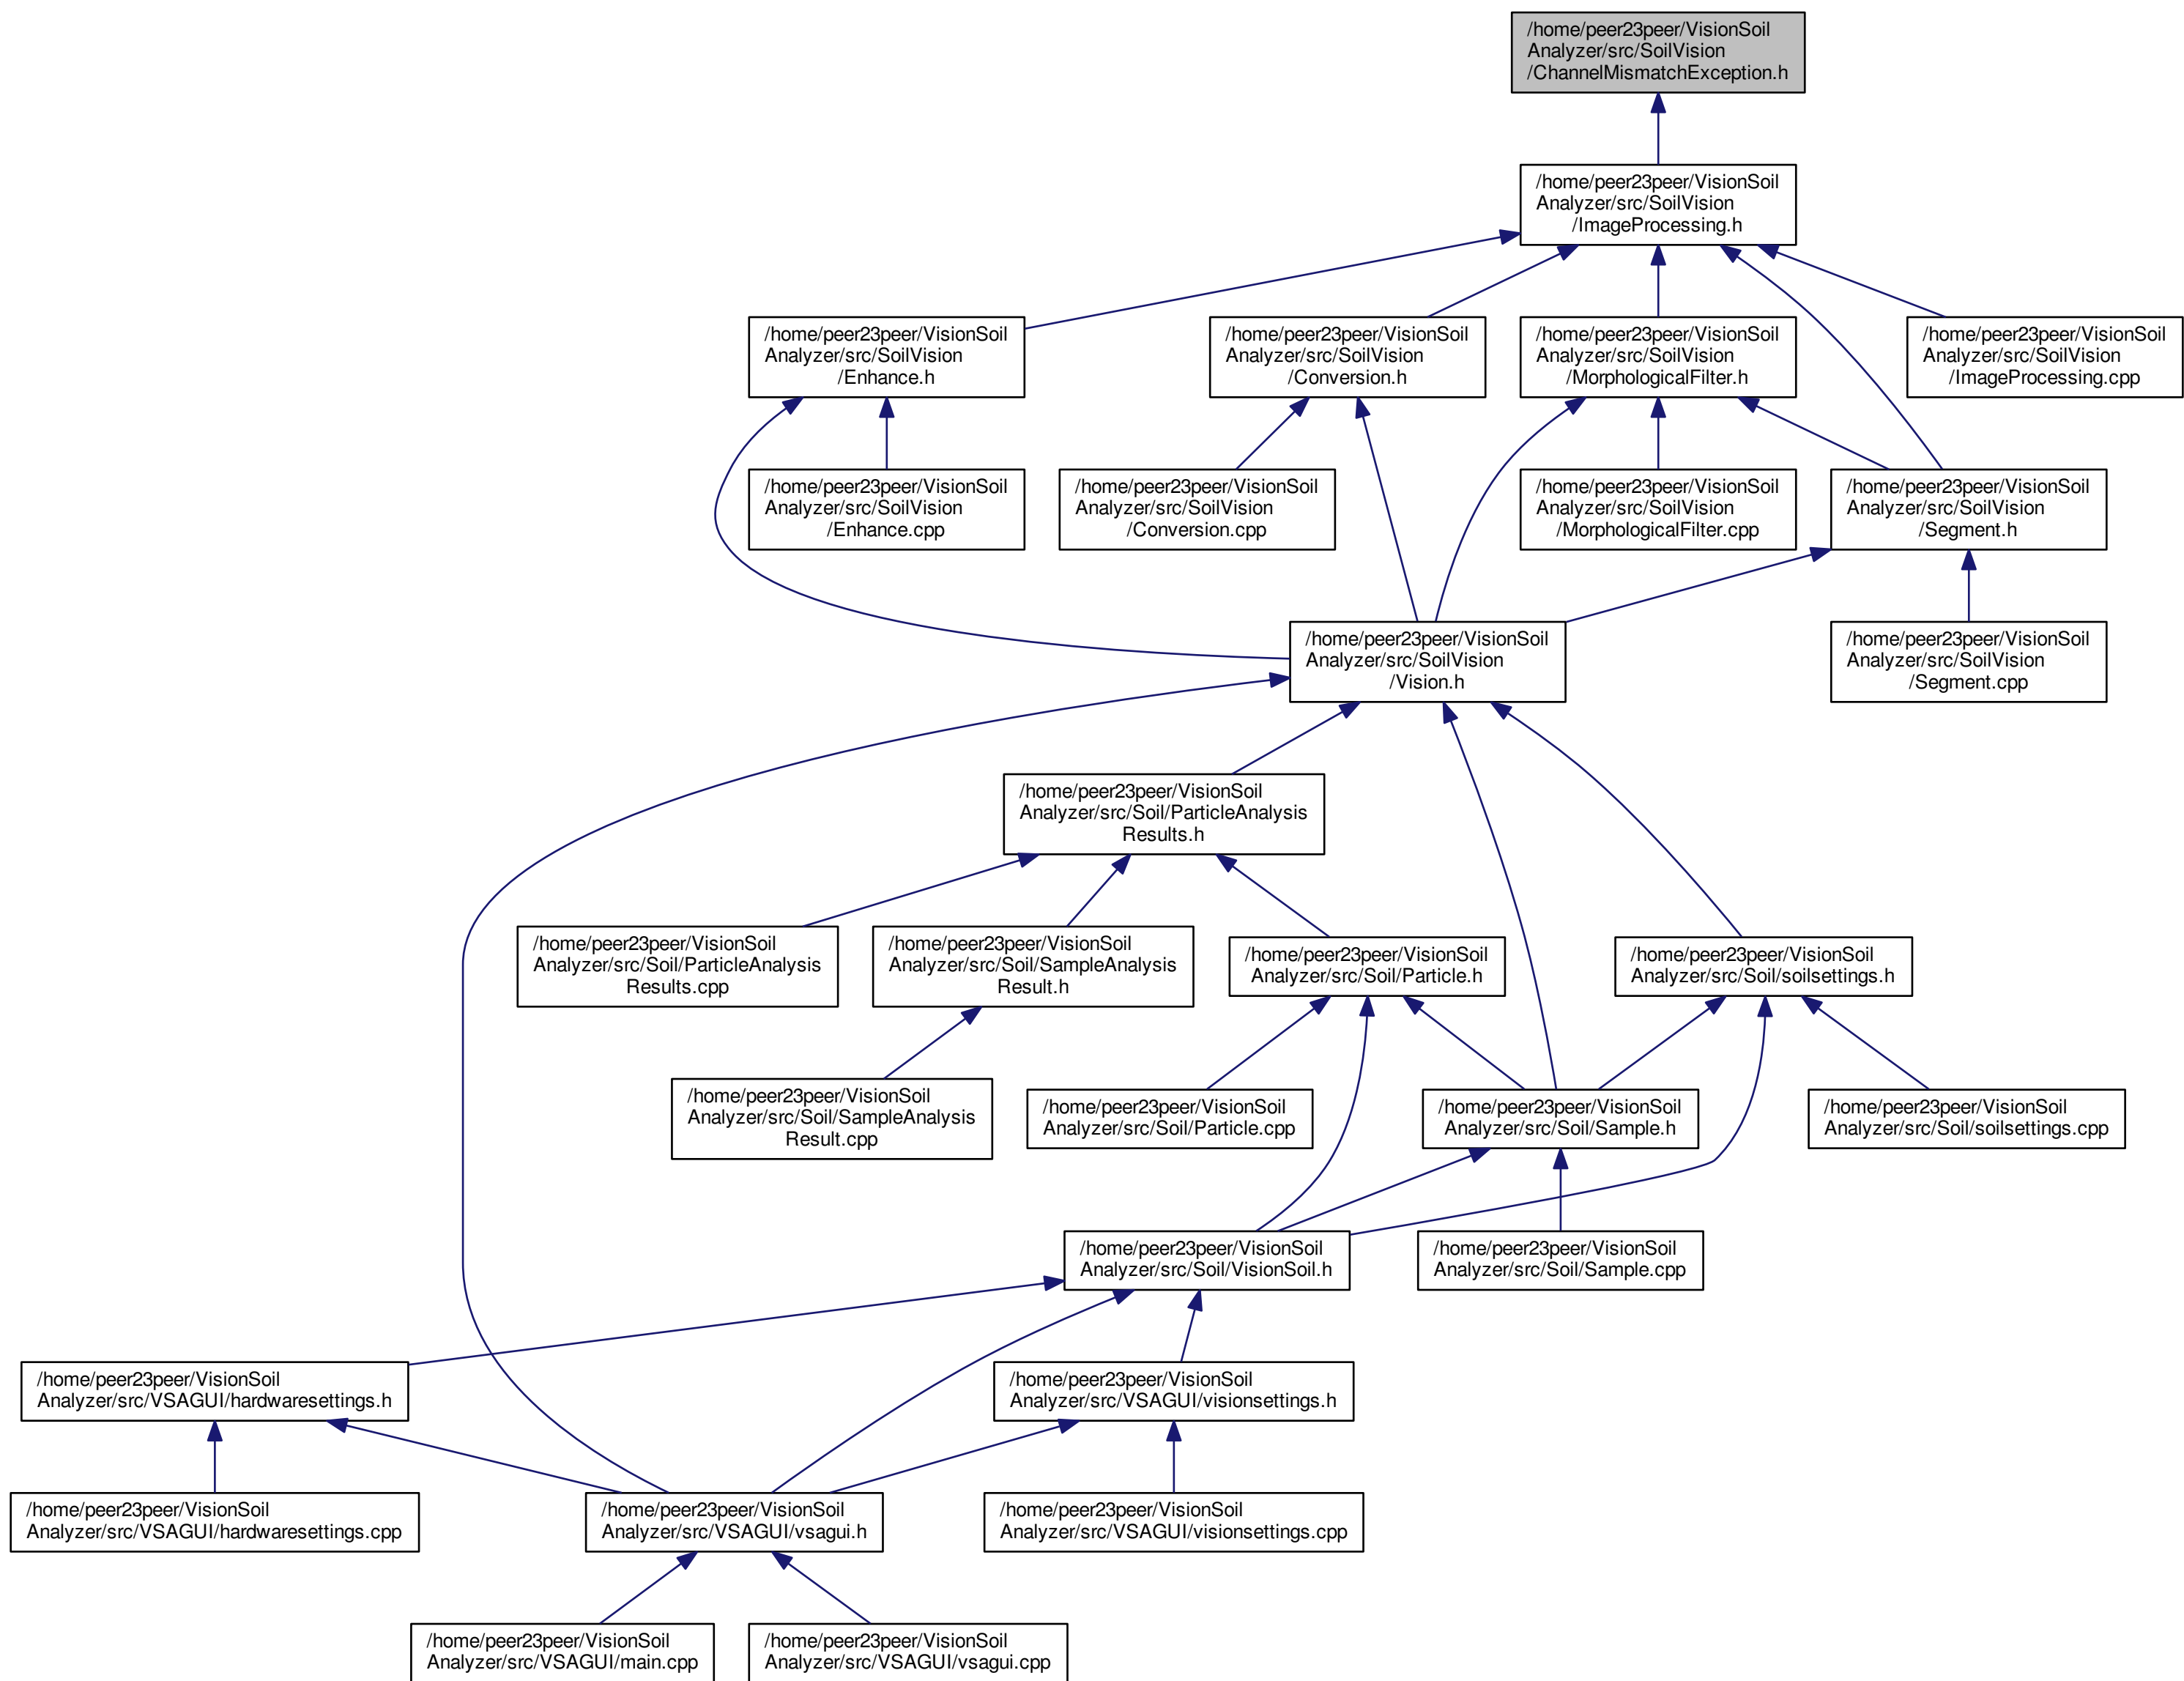 /home/peer23peer/VisionSoil
Analyzer/src/SoilVision
/ChannelMismatchException.h
/home/peer23peer/VisionSoil
Analyzer/src/SoilVision
/ImageProcessing.h
/home/peer23peer/VisionSoil
Analyzer/src/SoilVision
/Enhance.h
/home/peer23peer/VisionSoil
Analyzer/src/SoilVision
/Conversion.h
/home/peer23peer/VisionSoil
Analyzer/src/SoilVision
/MorphologicalFilter.h
/home/peer23peer/VisionSoil
Analyzer/src/SoilVision
/ImageProcessing.cpp
/home/peer23peer/VisionSoil
Analyzer/src/SoilVision
/Enhance.cpp
/home/peer23peer/VisionSoil
Analyzer/src/SoilVision
/Conversion.cpp
/home/peer23peer/VisionSoil
Analyzer/src/SoilVision
/MorphologicalFilter.cpp
/home/peer23peer/VisionSoil
Analyzer/src/SoilVision
/Segment.h
/home/peer23peer/VisionSoil
Analyzer/src/SoilVision
/Vision.h
/home/peer23peer/VisionSoil
Analyzer/src/SoilVision
/Segment.cpp
/home/peer23peer/VisionSoil
Analyzer/src/Soil/ParticleAnalysis
Results.h
/home/peer23peer/VisionSoil
Analyzer/src/Soil/ParticleAnalysis
Results.cpp
/home/peer23peer/VisionSoil
Analyzer/src/Soil/SampleAnalysis
Result.h
/home/peer23peer/VisionSoil
Analyzer/src/Soil/Particle.h
/home/peer23peer/VisionSoil
Analyzer/src/Soil/soilsettings.h
/home/peer23peer/VisionSoil
Analyzer/src/Soil/SampleAnalysis
Result.cpp
/home/peer23peer/VisionSoil
Analyzer/src/Soil/Particle.cpp
/home/peer23peer/VisionSoil
Analyzer/src/Soil/Sample.h
/home/peer23peer/VisionSoil
Analyzer/src/Soil/soilsettings.cpp
/home/peer23peer/VisionSoil
Analyzer/src/Soil/VisionSoil.h
/home/peer23peer/VisionSoil
Analyzer/src/Soil/Sample.cpp
/home/peer23peer/VisionSoil
Analyzer/src/VSAGUI/hardwaresettings.h
/home/peer23peer/VisionSoil
Analyzer/src/VSAGUI/visionsettings.h
/home/peer23peer/VisionSoil
Analyzer/src/VSAGUI/hardwaresettings.cpp
/home/peer23peer/VisionSoil
Analyzer/src/VSAGUI/vsagui.h
/home/peer23peer/VisionSoil
Analyzer/src/VSAGUI/visionsettings.cpp
/home/peer23peer/VisionSoil
Analyzer/src/VSAGUI/main.cpp
/home/peer23peer/VisionSoil
Analyzer/src/VSAGUI/vsagui.cpp